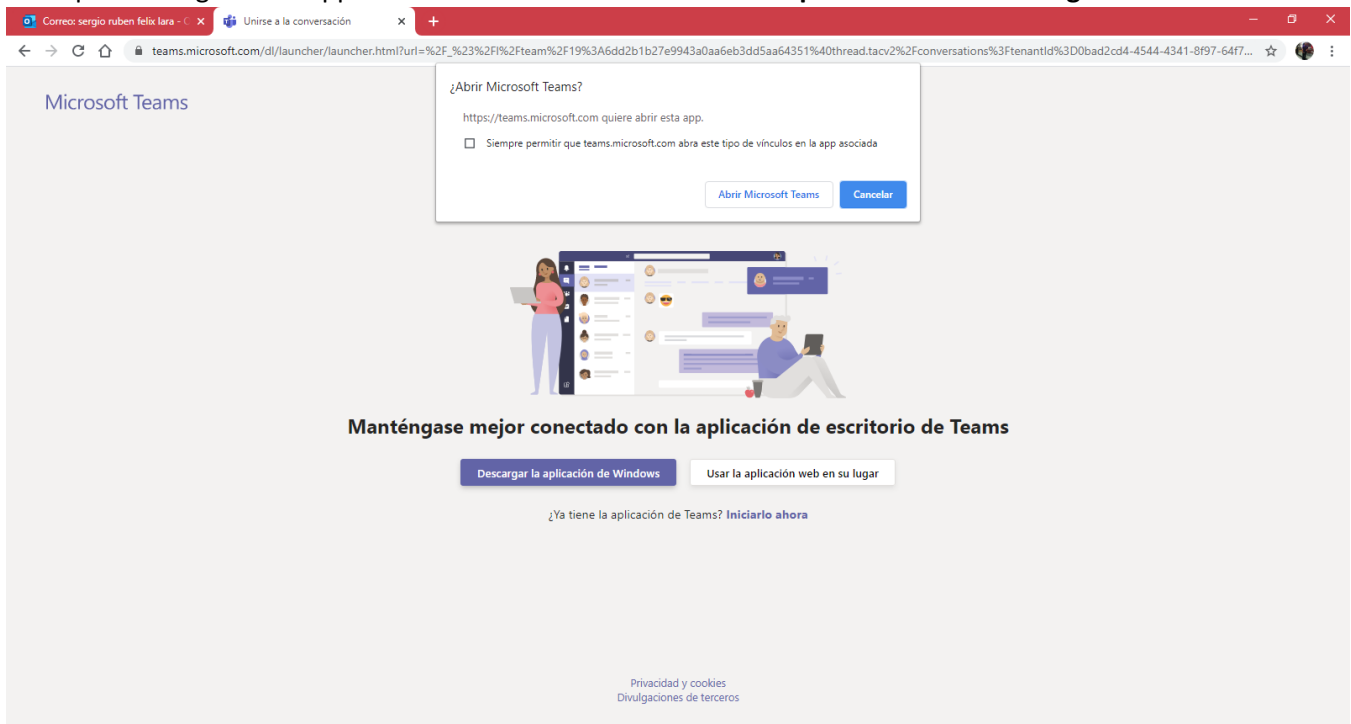 Correo: sergio ruben felix lara - O
Unirse a la conversación
teams.microsoft.com/dl/launcher/launcher.html?url=%2F_%23%2Fl%2Fteam%2F19%3A6dd2b1b27e9943a0aa6eb3dd5aa64351%40thread.tacv2%2Fconversations%3FtenantId%3D0bad2cd4-4544-4341-8f97-64f7...
Microsoft Teams
¿Abrir Microsoft Teams?
https://teams.microsoft.com quiere abrir esta app.
Siempre permitir que teams.microsoft.com abra este tipo de vínculos en la app asociada
Abrir Microsoft Teams
Cancelar
Manténgase mejor conectado con la aplicación de escritorio de Teams
Descargar la aplicación de Windows
Usar la aplicación web en su lugar
¿Ya tiene la aplicación de Teams? Iniciarlo ahora
Privacidad y cookies
Divulgaciones de terceros